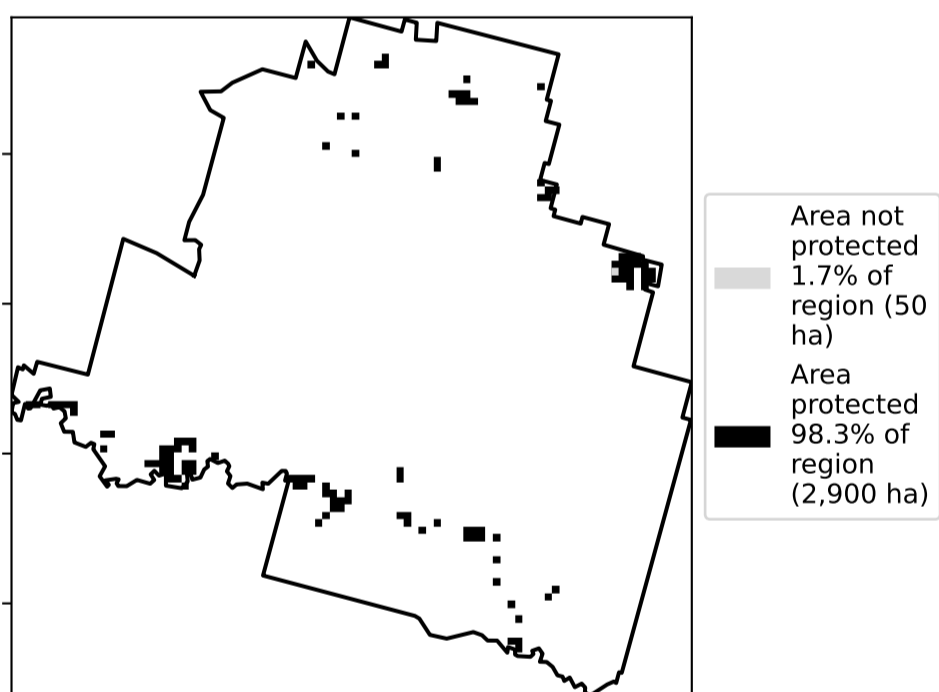 Area not
protected
1.7% of
region (50
ha)
Area
protected
98.3% of
region
(2,900 ha)